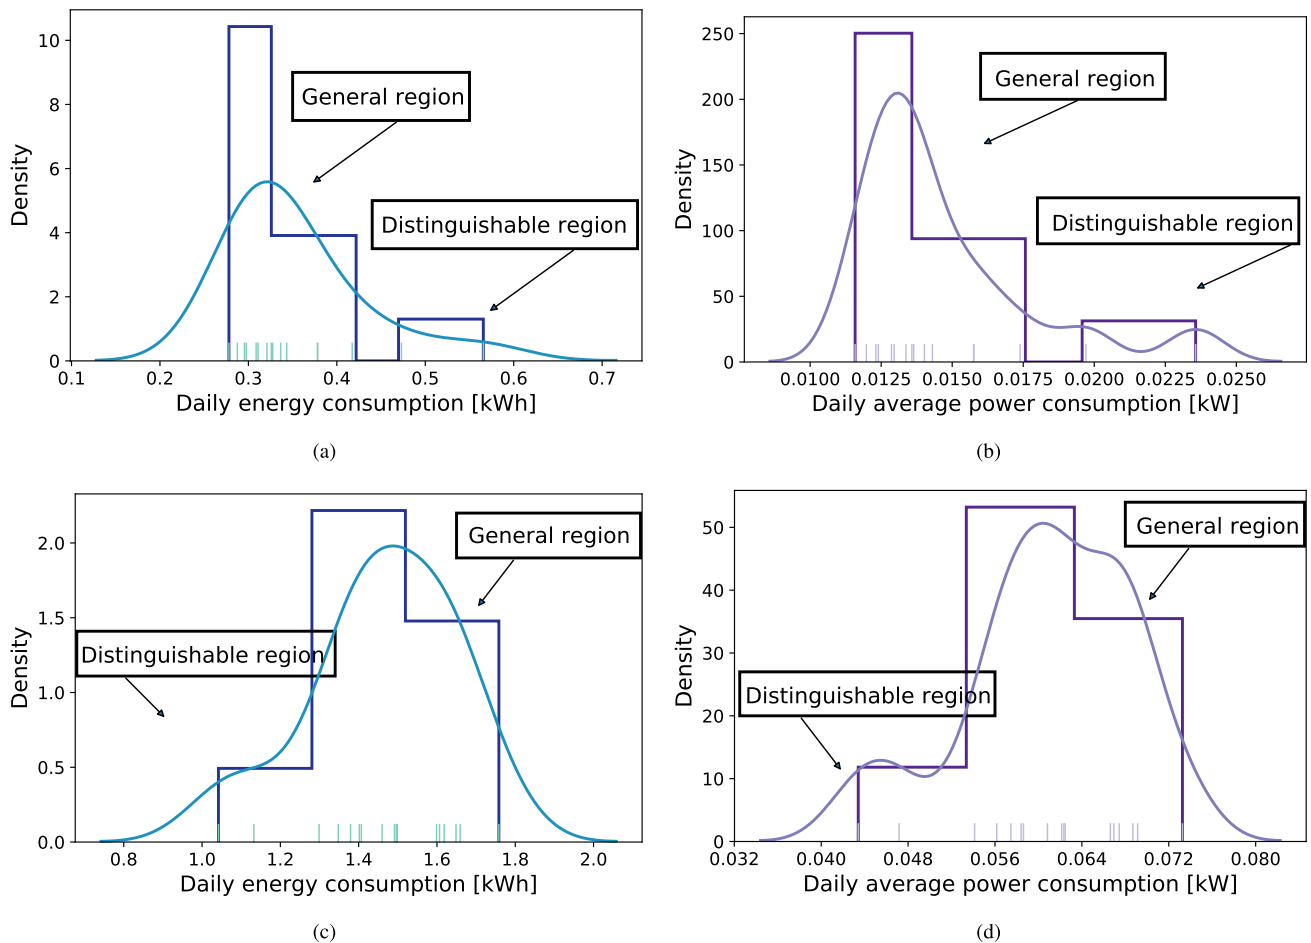 General region
Distinguishable region
Density
10
8
6
4
2
0
0.1 0.2 0.3 0.4 0.5 0.6 0.7
Daily energy consumption [kWh]
(a)
General region
Distinguishable region
Density
250
200
150
100
50
0
0.0100 0.0125 0.0150 0.0175 0.0200 0.0225 0.0250
Daily average power consumption [kW]
(b)
General region
Distinguishable region
Density
2.0
1.5
1.0
0.5
0.0
0.8 1.0 1.2 1.4 1.6 1.8 2.0
Daily energy consumption [kWh]
(c)
General region
Distinguishable region
Density
50
40
30
20
10
0
0.032 0.040 0.048 0.056 0.064 0.072 0.080
Daily average power consumption [kW]
(d)